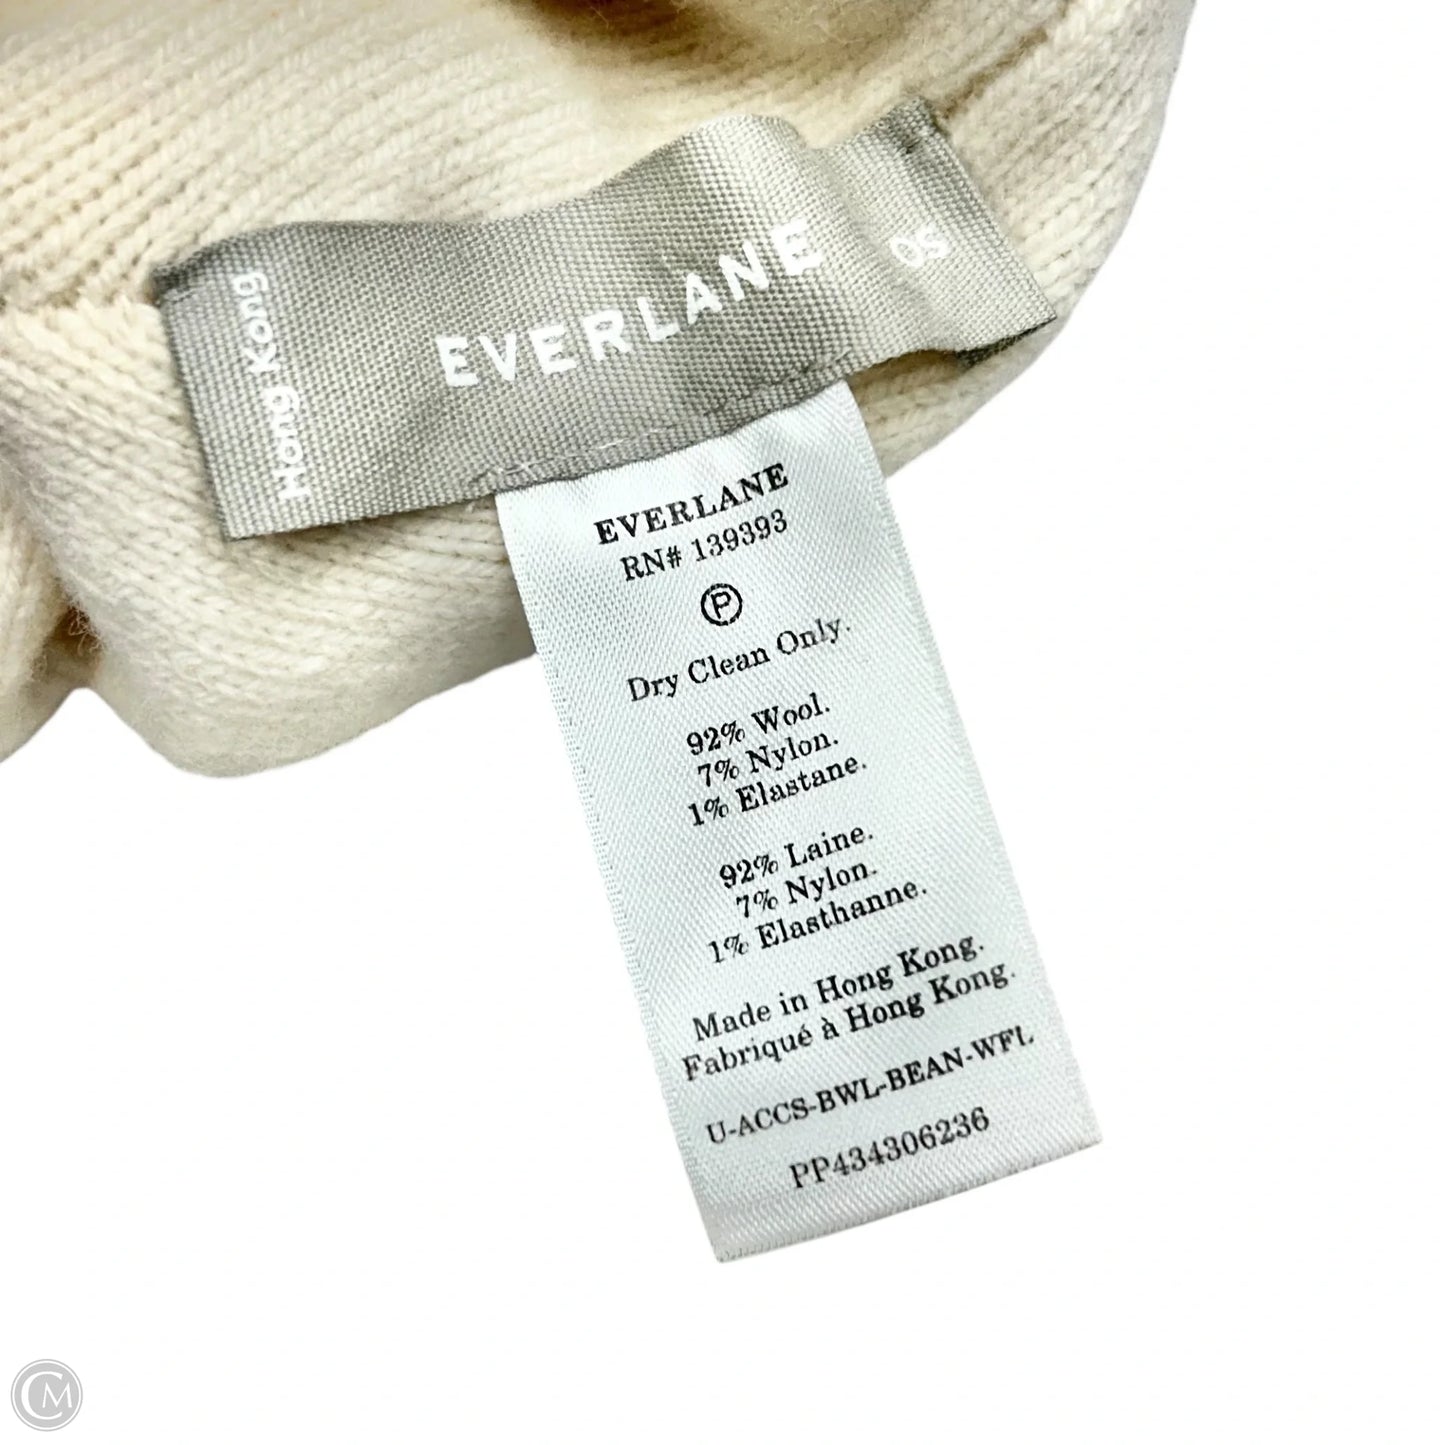 Hong Kong
EVERLANE
OS
EVERLANE
RN# 139393
P
Dry Clean Only.
92% Wool.
7% Nylon.
1% Elastane.
92% Laine.
7% Nylon.
1% Elasthanne.
Made in Hong Kong.
Fabriqué à Hong Kong.
U-ACCS-BWL-BEAN-WFL
PP434306236
CM